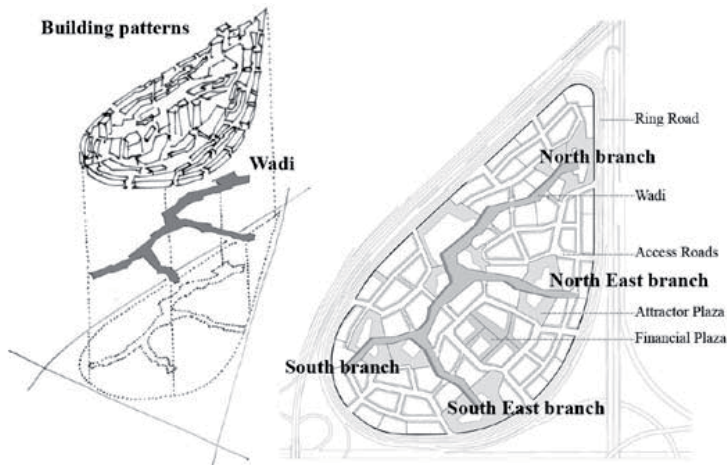 Building patterns
Wadi
Ring Road
North branch
Wadi
Access Roads
North East branch
Attractor Plaza
Financial Plaza
South branch
South East branch